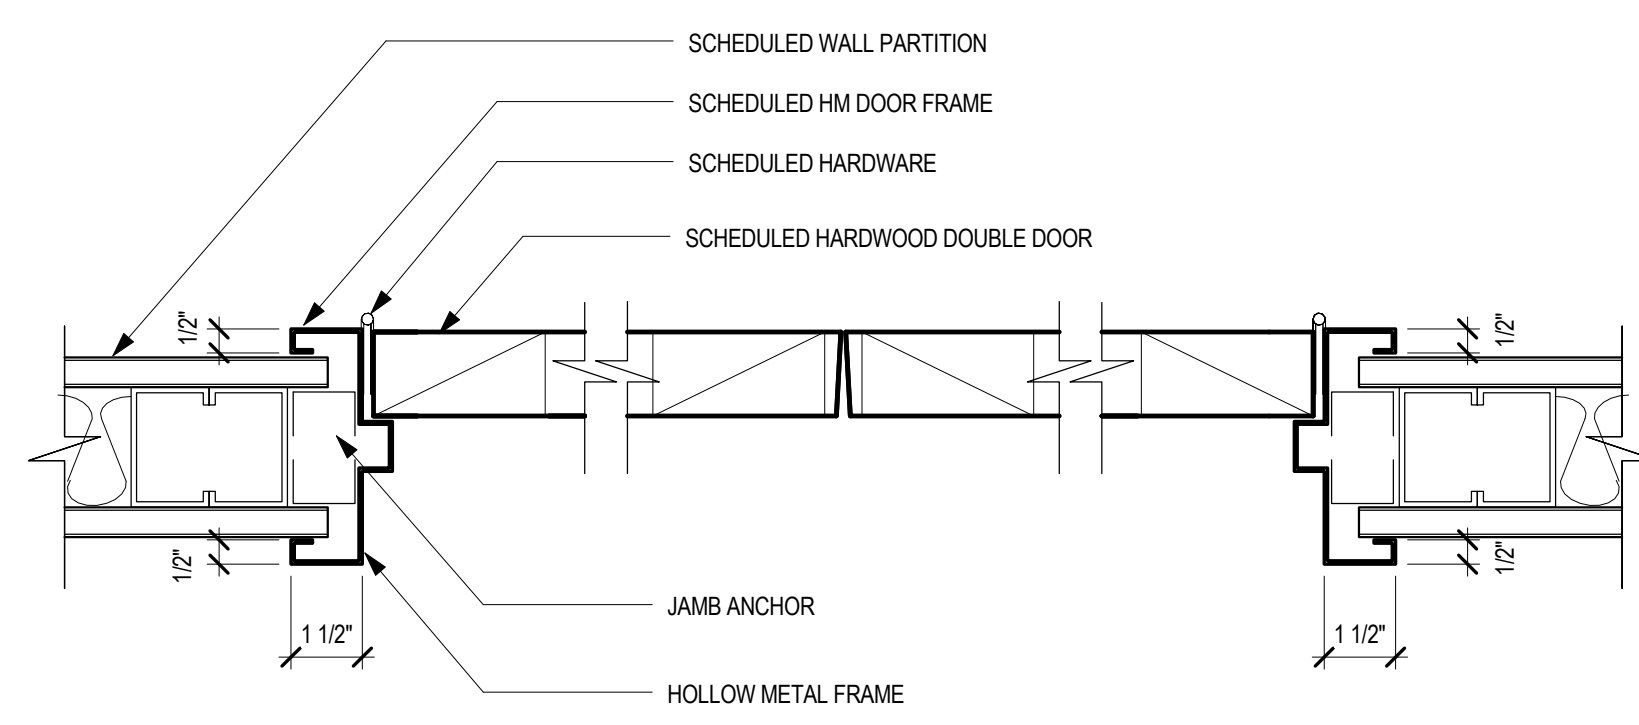 SCHEDULED WALL PARTITION
SCHEDULED HM DOOR FRAME
SCHEDULED HARDWARE
SCHEDULED HARDWOOD DOUBLE DOOR
1/2"
1/2"
1/2"
1/2"
JAMB ANCHOR
1 1/2"
1 1/2"
HOLLOW METAL FRAME